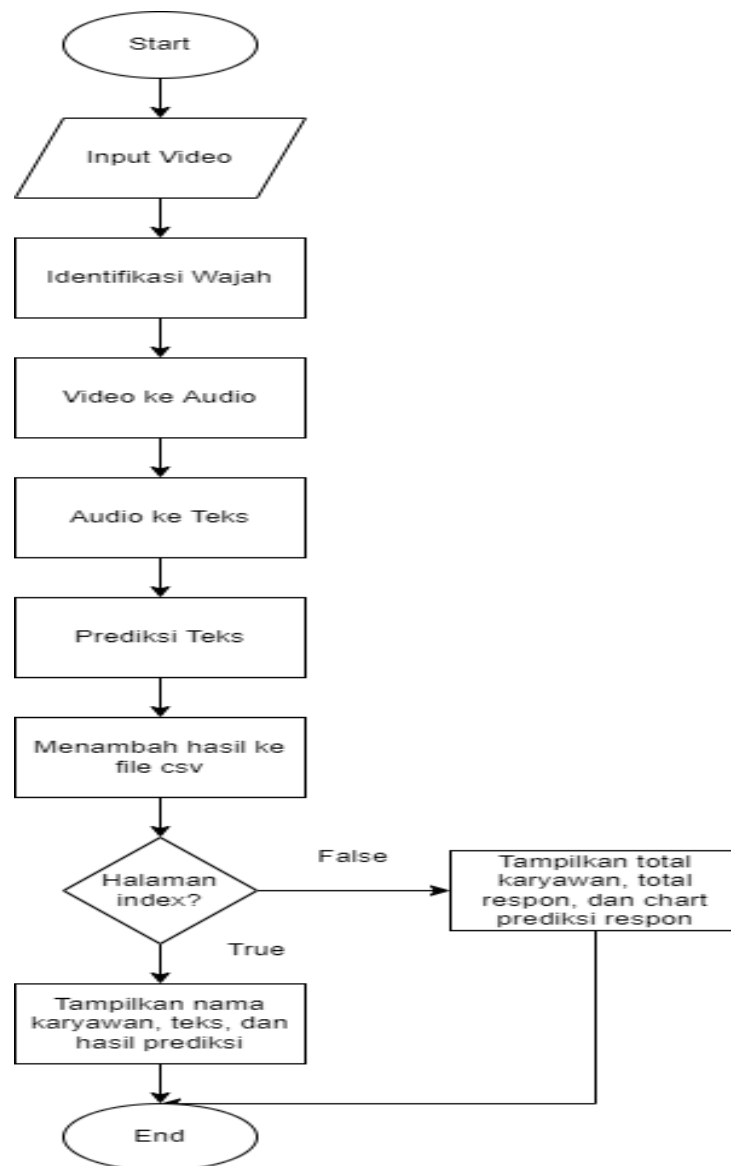 Start
Input Video
Identifikasi Wajah
Video ke Audio
Audio ke Teks
Prediksi Teks
Menambah hasil ke
file csv
Halaman
index?
False
Tampilkan total
karyawan, total
respon, dan chart
prediksi respon
True
Tampilkan nama
karyawan, teks, dan
hasil prediksi
End